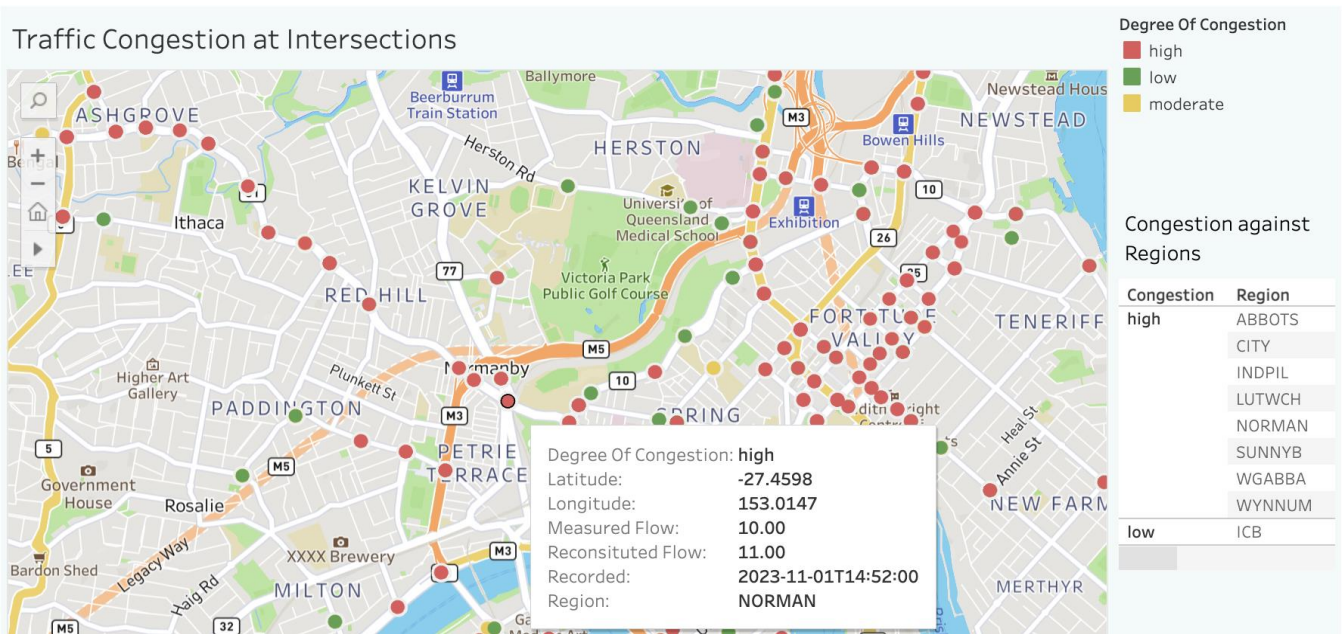 Traffic Congestion at Intersections
Degree Of Congestion
high
low
moderate
Congestion against
Regions
Congestion Region
high ABBOTS
CITY
INDPIL
LUTWCH
NORMAN
SUNNYB
WGABBA
WYNNUM
low ICB
Ballymore
Beerburrum
Train Station
ASHGROVE
M3
Newstead Hous
NEWSTEAD
Bowen Hills
Herston Rd
HERSTON
KELVIN
GROVE
10
University of
Queensland
Medical School
Exhibition
Ithaca
26
77
Victoria Park
Public Golf Course
RED HILL
FORTITUDE
VALLEY
TENERIFF
M5
Normanby
Higher Art
Gallery
Plunkett St
10
PADDINGTON
M3
SPRING
5
M5
PETRIE
TERRACE
Heal St
Annie St
Government
House
Rosalie
NEW FARM
XXXX Brewery
M3
Bardon Shed
Legacy Way
Haig Rd
MILTON
MERTHYR
M5
32
Degree Of Congestion: high
Latitude: -27.4598
Longitude: 153.0147
Measured Flow: 10.00
Reconsituted Flow: 11.00
Recorded: 2023-11-01T14:52:00
Region: NORMAN